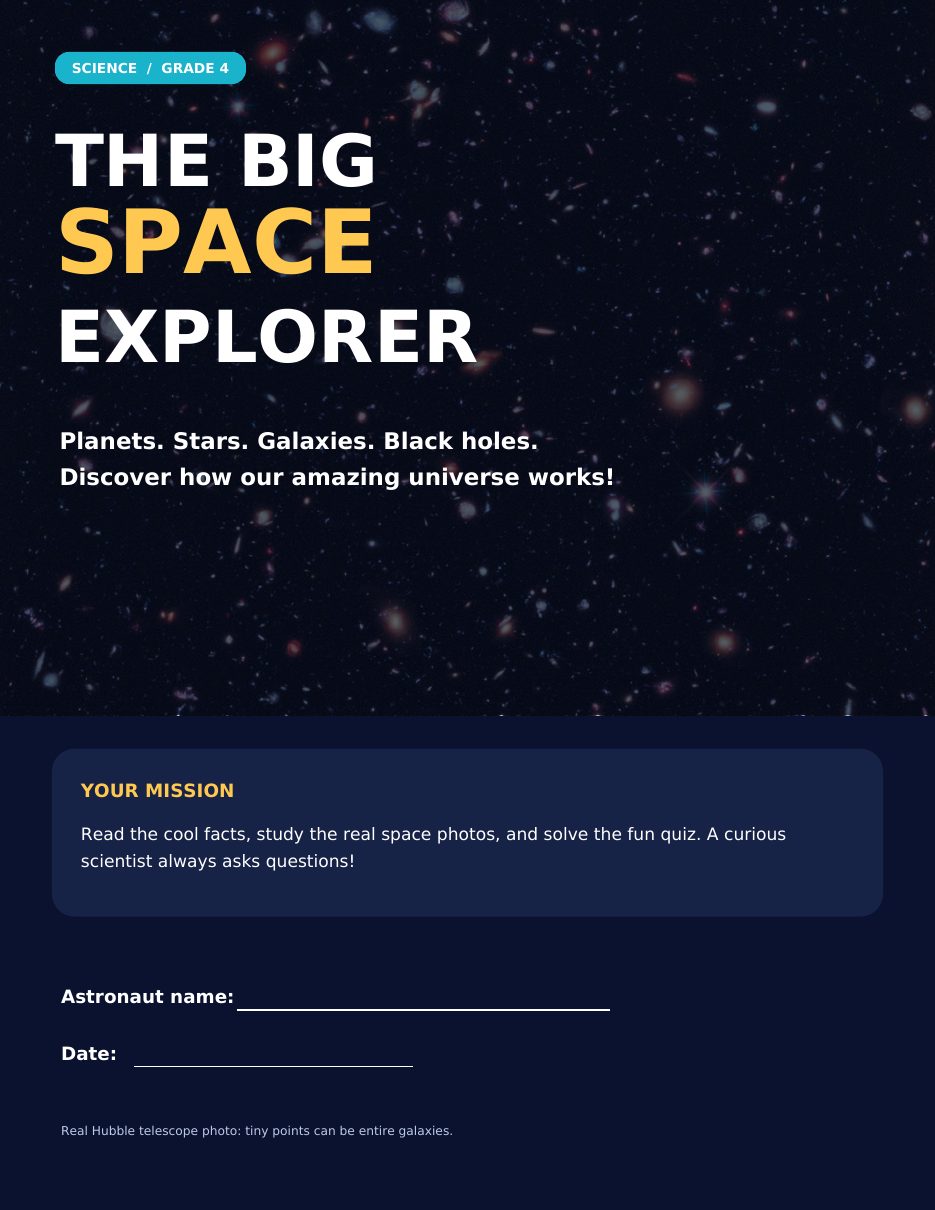 SCIENCE / GRADE 4
THE BIG
SPACE
EXPLORER
Planets. Stars. Galaxies. Black holes.
Discover how our amazing universe works!
YOUR MISSION
Read the cool facts, study the real space photos, and solve the fun quiz. A curious
scientist always asks questions!
Astronaut name:
Date:
Real Hubble telescope photo: tiny points can be entire galaxies.